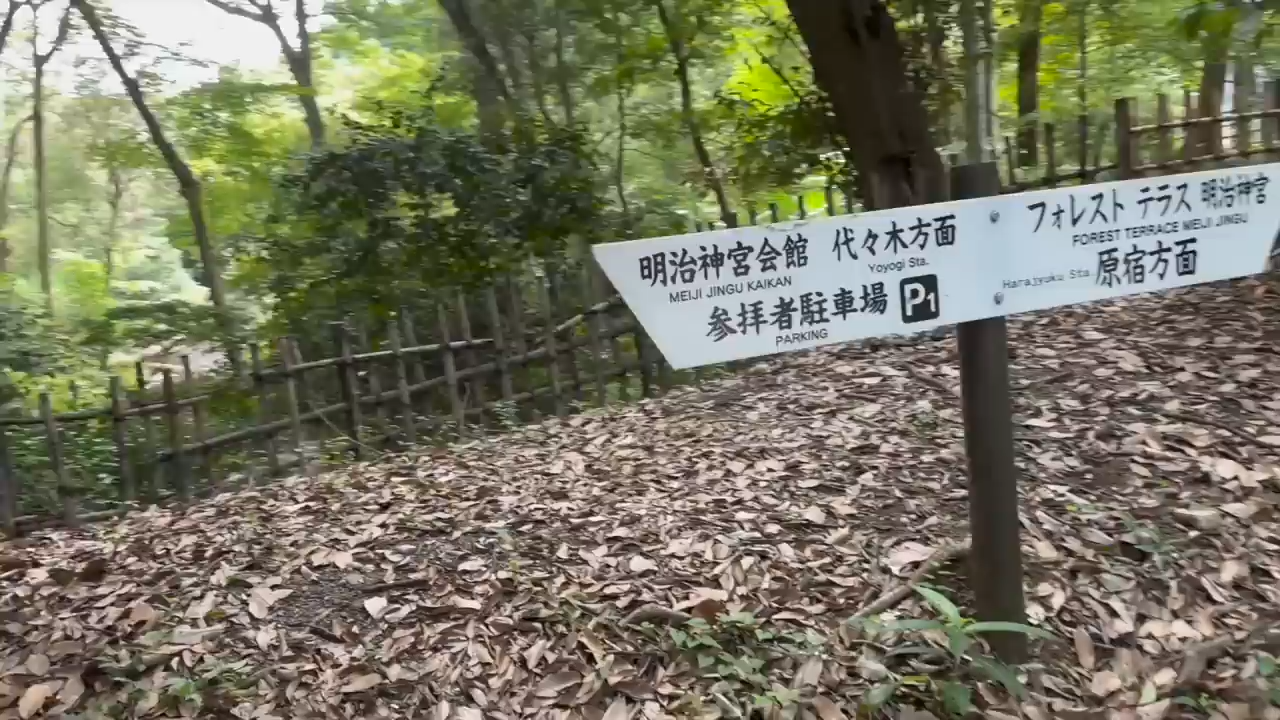 明治神宮会館 代々木方面
MEIJI JINGU KAIKAN Yoyogi Sta.
参拝者駐車場 P1
PARKING
フォレスト テラス 明治神宮
FOREST TERRACE MEIJI JINGU
Harajyuku Sta. 原宿方面